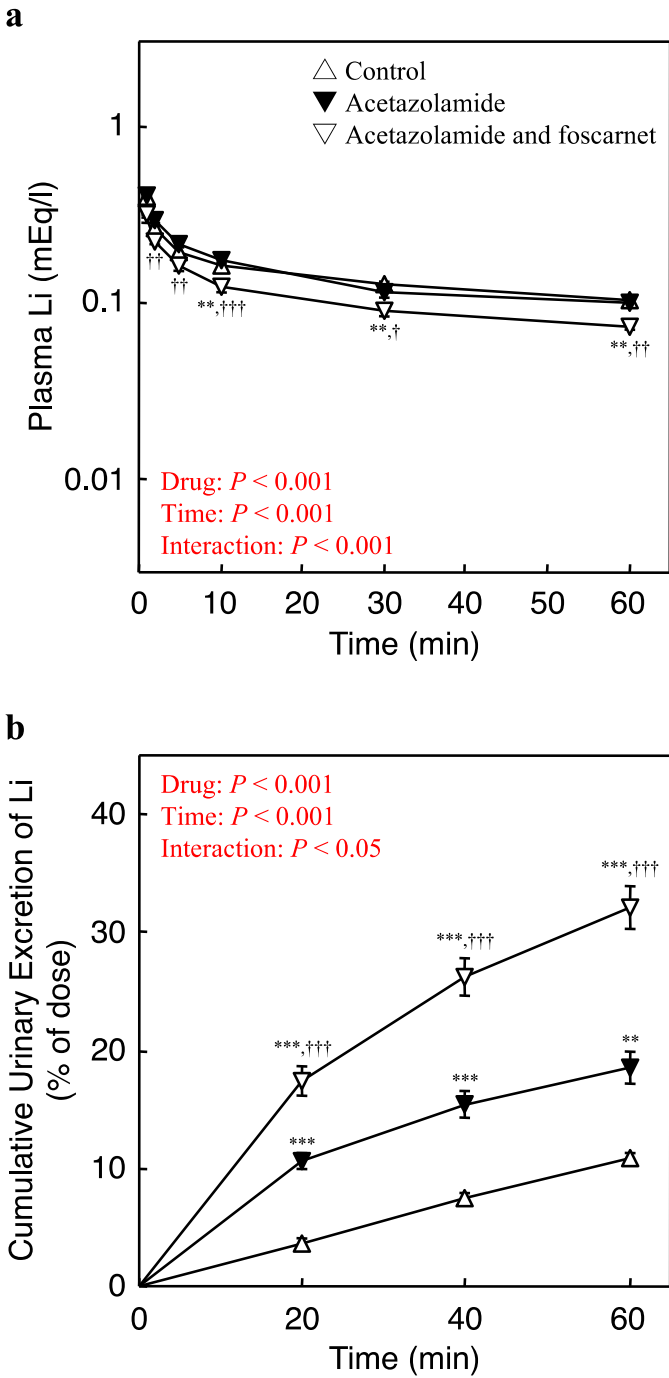 a
Control
Acetazolamide
Acetazolamide and foscarnet
Plasma Li (mEq/l)
1
0.1
0.01
††
††
**,†††
**,†
**,††
Drug: P < 0.001
Time: P < 0.001
Interaction: P < 0.001
0 10 20 30 40 50 60
Time (min)
b
Cumulative Urinary Excretion of Li
(% of dose)
40
30
20
10
0
Drug: P < 0.001
Time: P < 0.001
Interaction: P < 0.05
***,†††
***,†††
***,†††
***
***
**
0 20 40 60
Time (min)